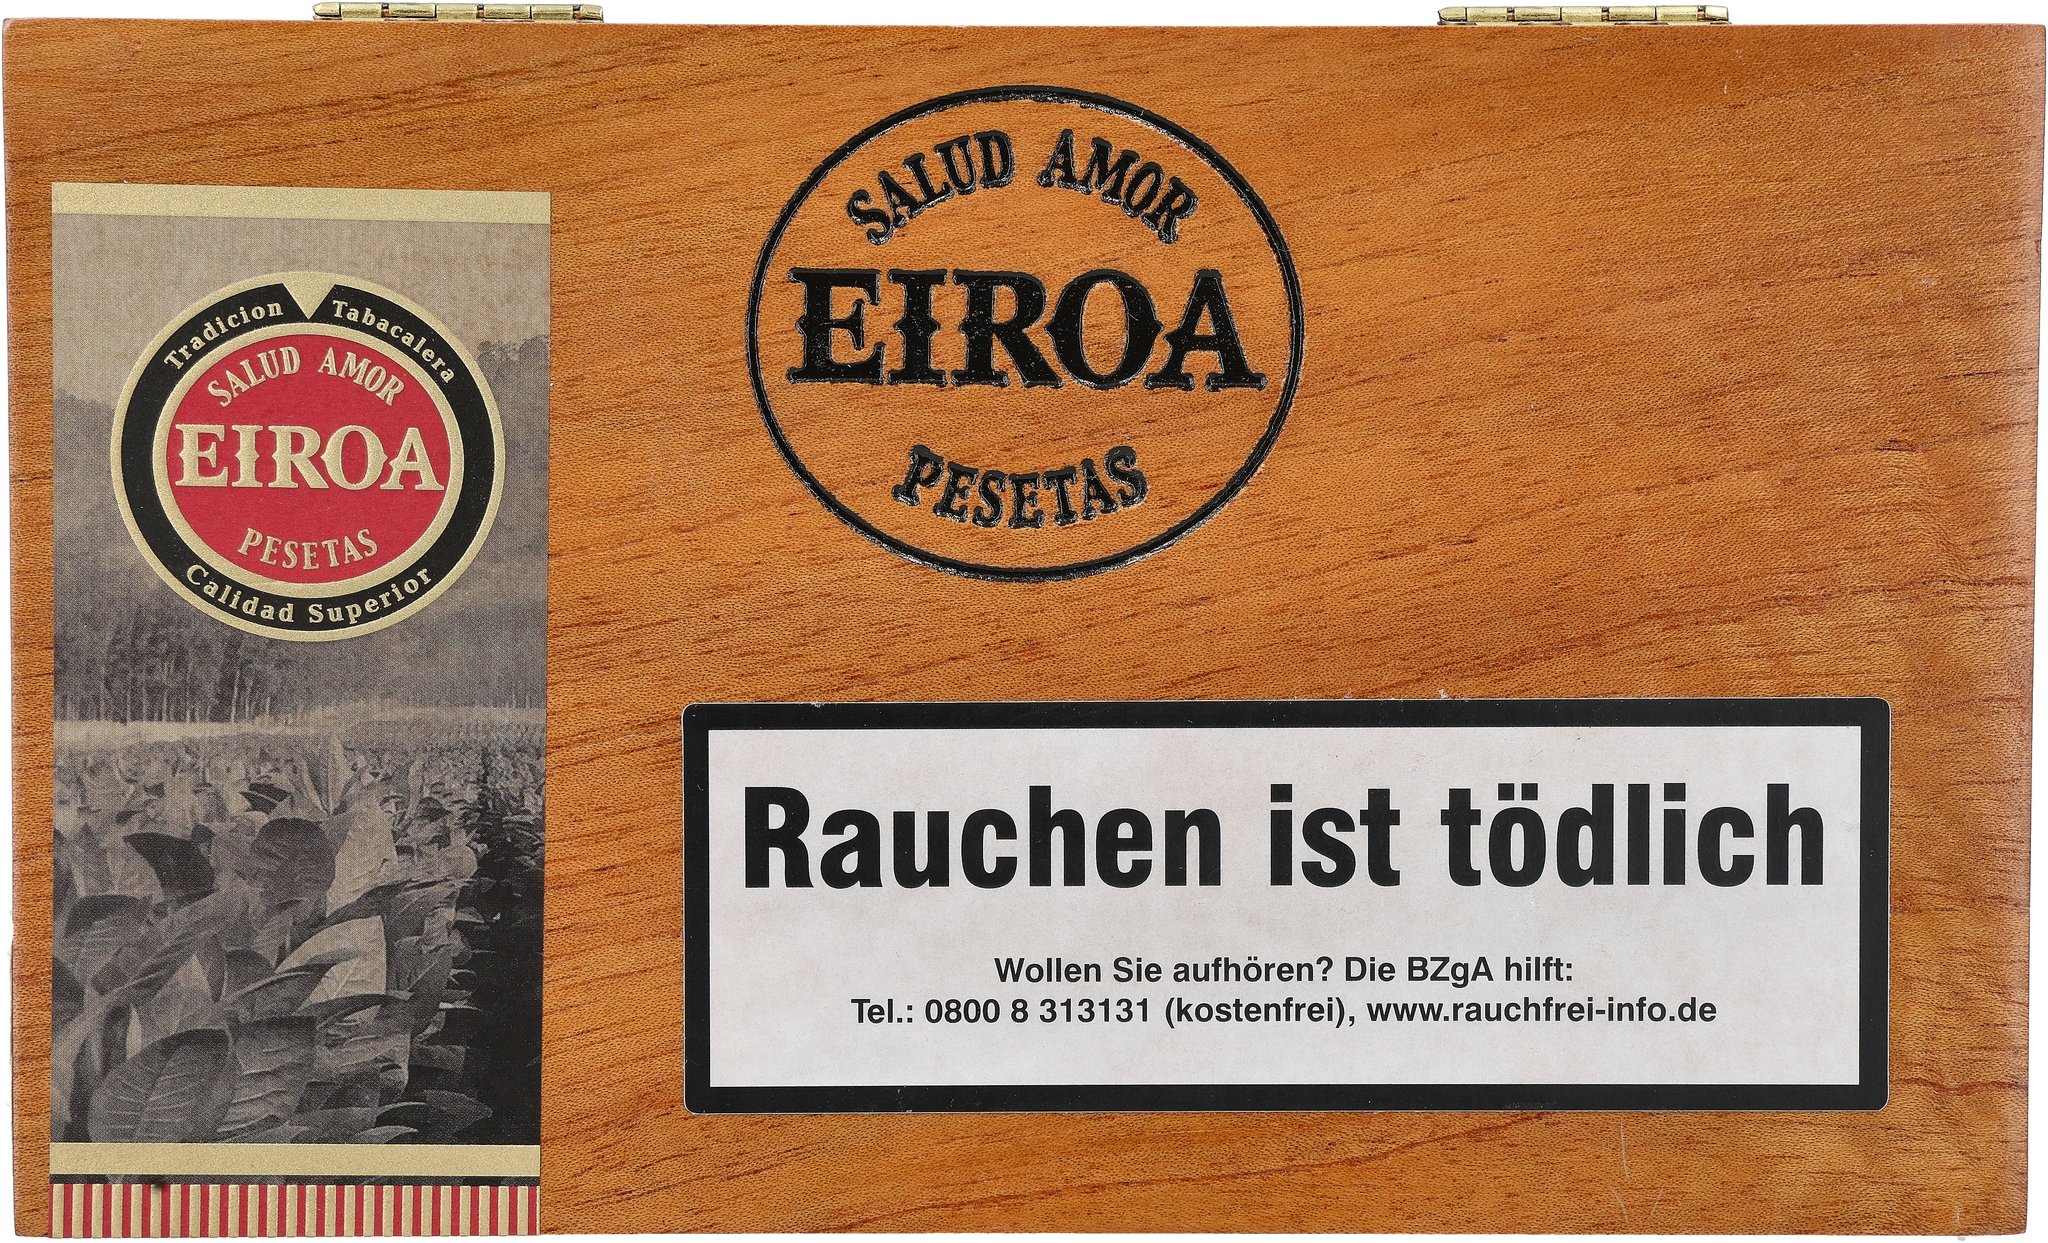 SALUD AMOR
EIROA
PESETAS
Tradicion Tabacalera
SALUD AMOR
EIROA
PESETAS
Calidad Superior
Rauchen ist tödlich
Wollen Sie aufhören? Die BZgA hilft:
Tel.: 0800 8 313131 (kostenfrei), www.rauchfrei-info.de